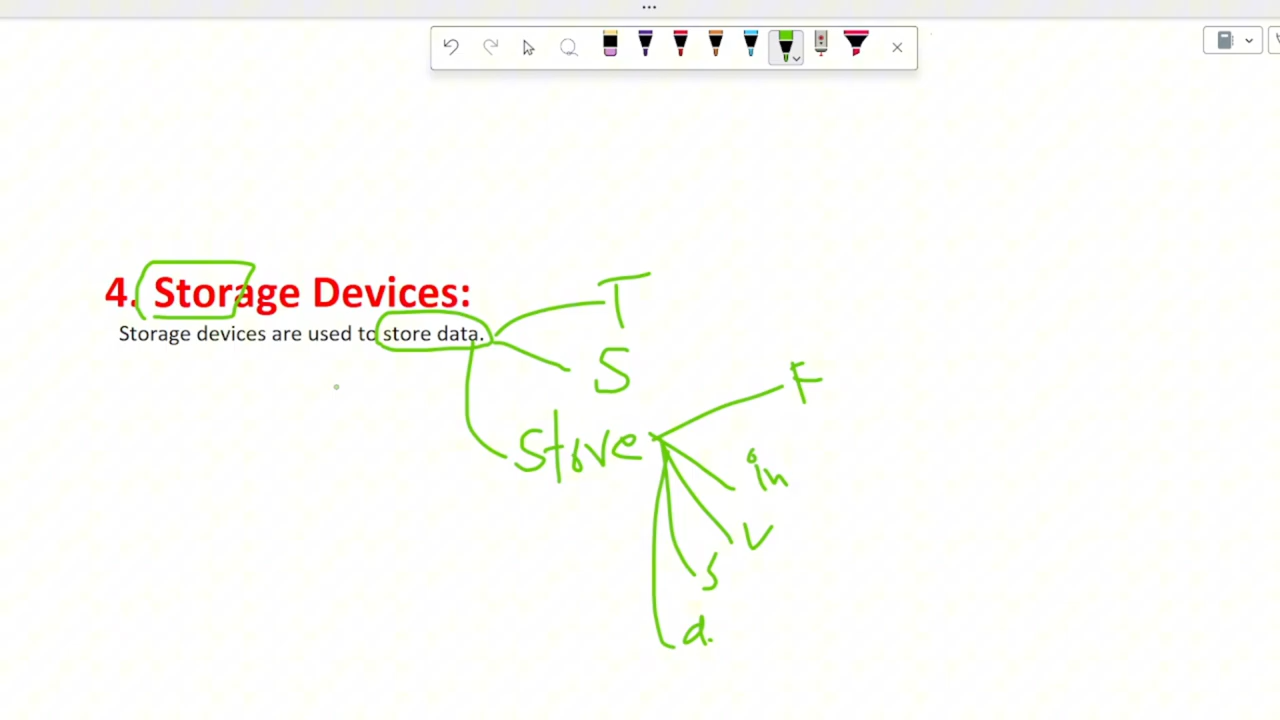 4. Storage Devices:
Storage devices are used to store data.
T
S
Store
F
in
V
S
d.